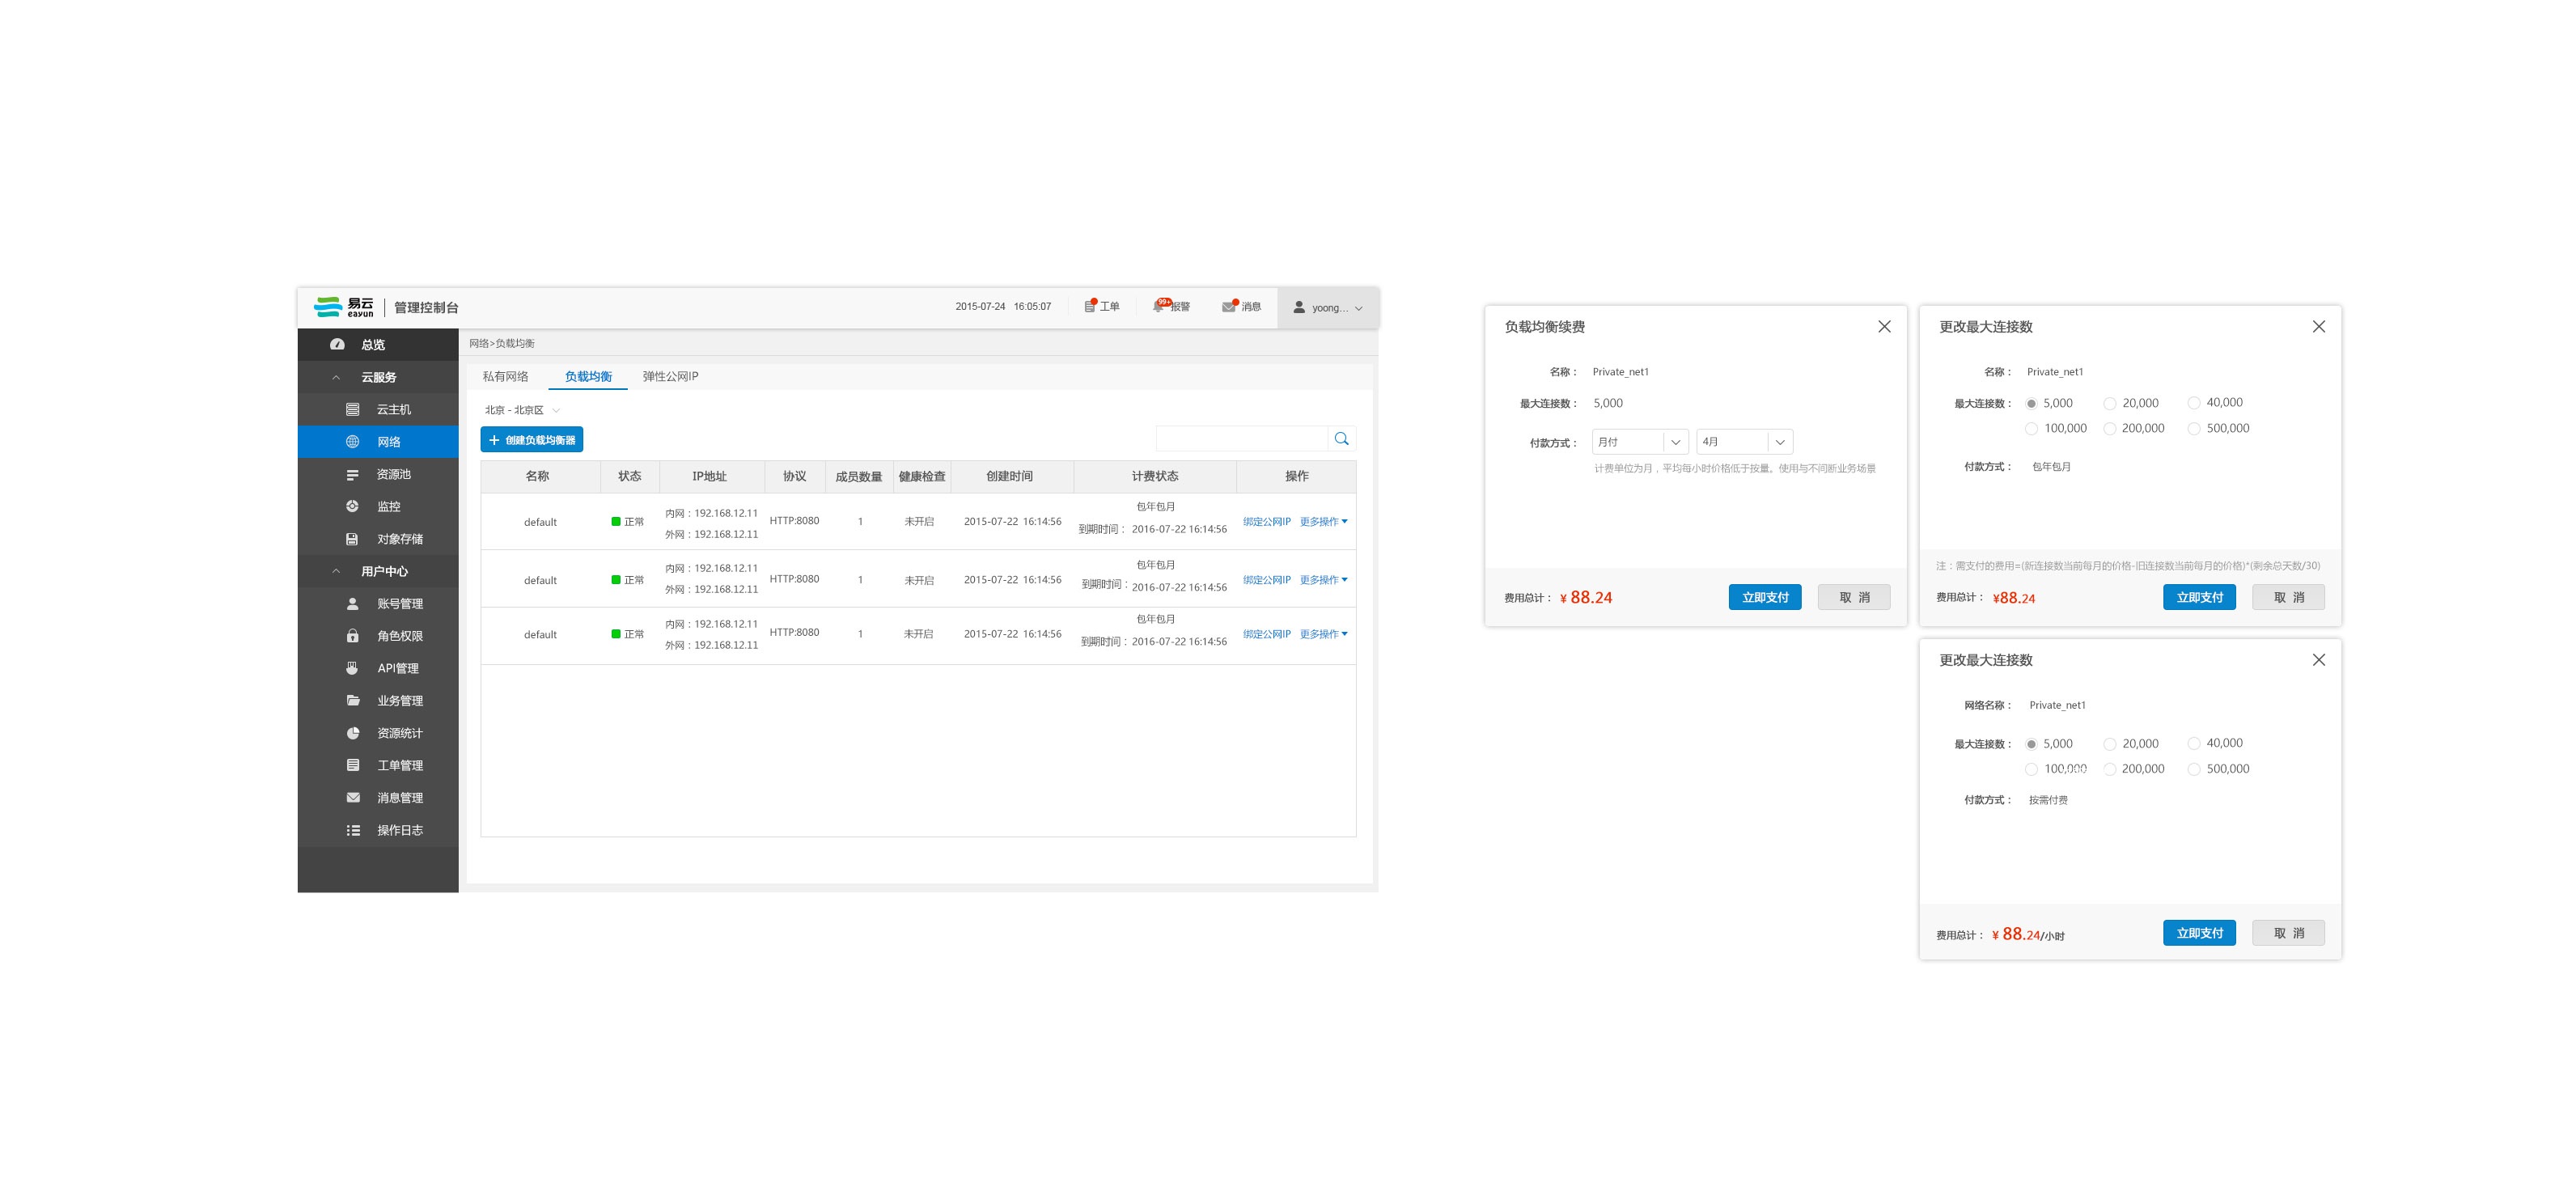 易云 eayun 管理控制台
2015-07-24 16:05:07
工单
99+ 报警
消息
yoong...
总览
云服务
云主机
网络
资源池
监控
对象存储
用户中心
账号管理
角色权限
API管理
业务管理
资源统计
工单管理
消息管理
操作日志
网络>负载均衡
私有网络 负载均衡 弹性公网IP
北京 - 北京区
创建负载均衡器
名称 状态 IP地址 协议 成员数量 健康检查 创建时间 计费状态 操作
default 正常 内网：192.168.12.11 外网：192.168.12.11 HTTP:8080 1 未开启 2015-07-22 16:14:56 包年包月 到期时间： 2016-07-22 16:14:56 绑定公网IP 更多操作
default 正常 内网：192.168.12.11 外网：192.168.12.11 HTTP:8080 1 未开启 2015-07-22 16:14:56 包年包月 到期时间： 2016-07-22 16:14:56 绑定公网IP 更多操作
default 正常 内网：192.168.12.11 外网：192.168.12.11 HTTP:8080 1 未开启 2015-07-22 16:14:56 包年包月 到期时间： 2016-07-22 16:14:56 绑定公网IP 更多操作
负载均衡续费
名称： Private_net1
最大连接数： 5,000
付款方式： 月付 4月
计费单位为月，平均每小时价格低于按量。使用与不间断业务场景
费用总计： ¥ 88.24 立即支付 取 消
更改最大连接数
名称： Private_net1
最大连接数： 5,000 20,000 40,000
100,000 200,000 500,000
付款方式： 包年包月
注：需支付的费用=(新连接数当前每月的价格-旧连接数当前每月的价格)*(剩余总天数/30)
费用总计： ¥88.24 立即支付 取 消
更改最大连接数
网络名称： Private_net1
最大连接数： 5,000 20,000 40,000
100,000 200,000 500,000
付款方式： 按需付费
费用总计： ¥ 88.24/小时 立即支付 取 消